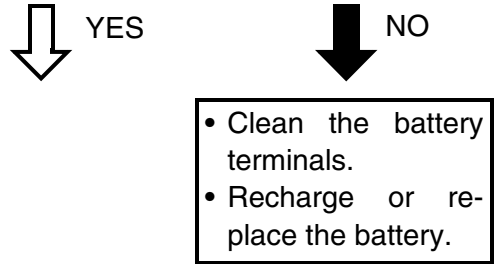 YES
NO
• Clean the battery
terminals.
• Recharge or re-
place the battery.